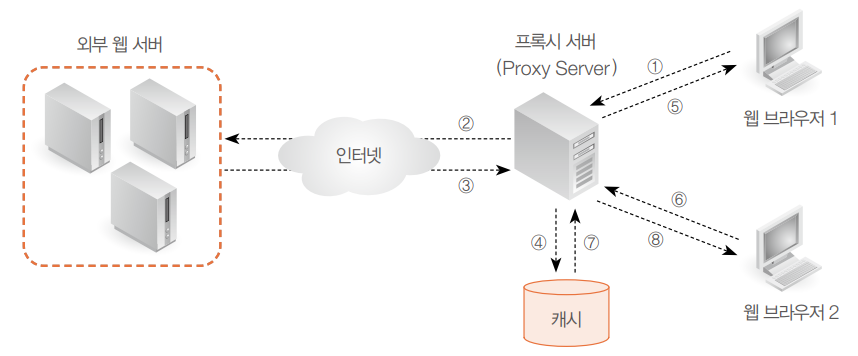 외부 웹 서버
프록시 서버
(Proxy Server)
①
⑤
웹 브라우저 1
②
인터넷
③
⑥
⑧
④
⑦
캐시
웹 브라우저 2